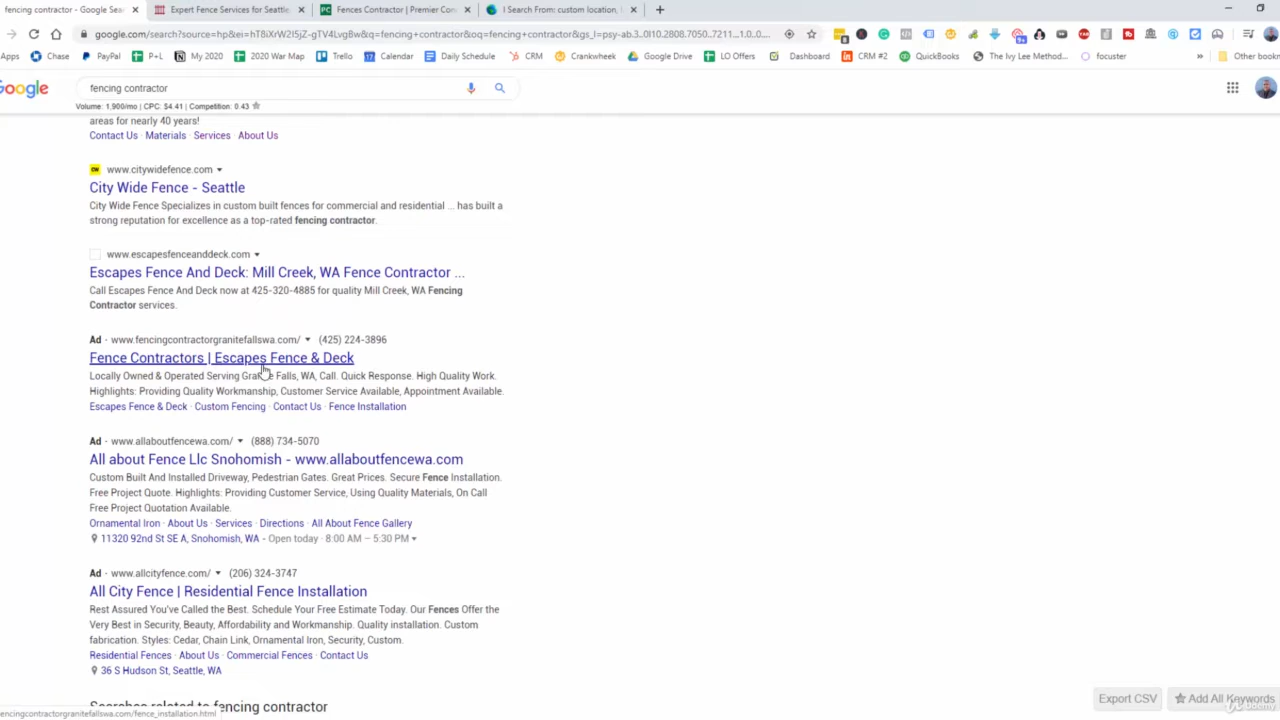 fencing contractor - Google Sear
Expert Fence Services for Seattle
Fences Contractor | Premier Con
I Search From: custom location,
google.com/search?source=hp&ei=hT8iXrW2I5jZ-gTV4Lvg8w&q=fencing+contractor&oq=fencing+contractor&gs_l=psy-ab.3...0l10.2808.7050..7211...1.0..0....
Apps Chase PayPal P+L My 2020 2020 War Map Trello Calendar Daily Schedule CRM Crankwheek Google Drive LO Offers Dashboard CRM #2 QuickBooks The Ivy Lee Method... focuster » Other bookn
oogle
fencing contractor
Volume: 1,900/mo | CPC: $4.41 | Competition: 0.43
areas for nearly 40 years!
Contact Us · Materials · Services · About Us
CW www.citywidefence.com
City Wide Fence - Seattle
City Wide Fence Specializes in custom built fences for commercial and residential ... has built a
strong reputation for excellence as a top-rated fencing contractor.
www.escapesfenceanddeck.com
Escapes Fence And Deck: Mill Creek, WA Fence Contractor ...
Call Escapes Fence And Deck now at 425-320-4885 for quality Mill Creek, WA Fencing
Contractor services.
Ad · www.fencingcontractorgranitefallswa.com/ (425) 224-3896
Fence Contractors | Escapes Fence & Deck
Locally Owned & Operated Serving Granite Falls, WA, Call. Quick Response. High Quality Work.
Highlights: Providing Quality Workmanship, Customer Service Available, Appointment Available.
Escapes Fence & Deck · Custom Fencing · Contact Us · Fence Installation
Ad · www.allaboutfencewa.com/ (888) 734-5070
All about Fence Llc Snohomish - www.allaboutfencewa.com
Custom Built And Installed Driveway, Pedestrian Gates. Great Prices. Secure Fence Installation.
Free Project Quote. Highlights: Providing Customer Service, Using Quality Materials, On Call
Free Project Quotation Available.
Ornamental Iron · About Us · Services · Directions · All About Fence Gallery
11320 92nd St SE A, Snohomish, WA - Open today · 8:00 AM – 5:30 PM
Ad · www.allcityfence.com/ (206) 324-3747
All City Fence | Residential Fence Installation
Rest Assured You've Called the Best. Schedule Your Free Estimate Today. Our Fences Offer the
Very Best in Security, Beauty, Affordability and Workmanship. Quality installation. Custom
fabrication. Styles: Cedar, Chain Link, Ornamental Iron, Security, Custom.
Residential Fences · About Us · Commercial Fences · Contact Us
36 S Hudson St, Seattle, WA
Export CSV Add All Keywords
Searches related to fencing contractor
encingcontractorgranitefallswa.com/fence_installation.html